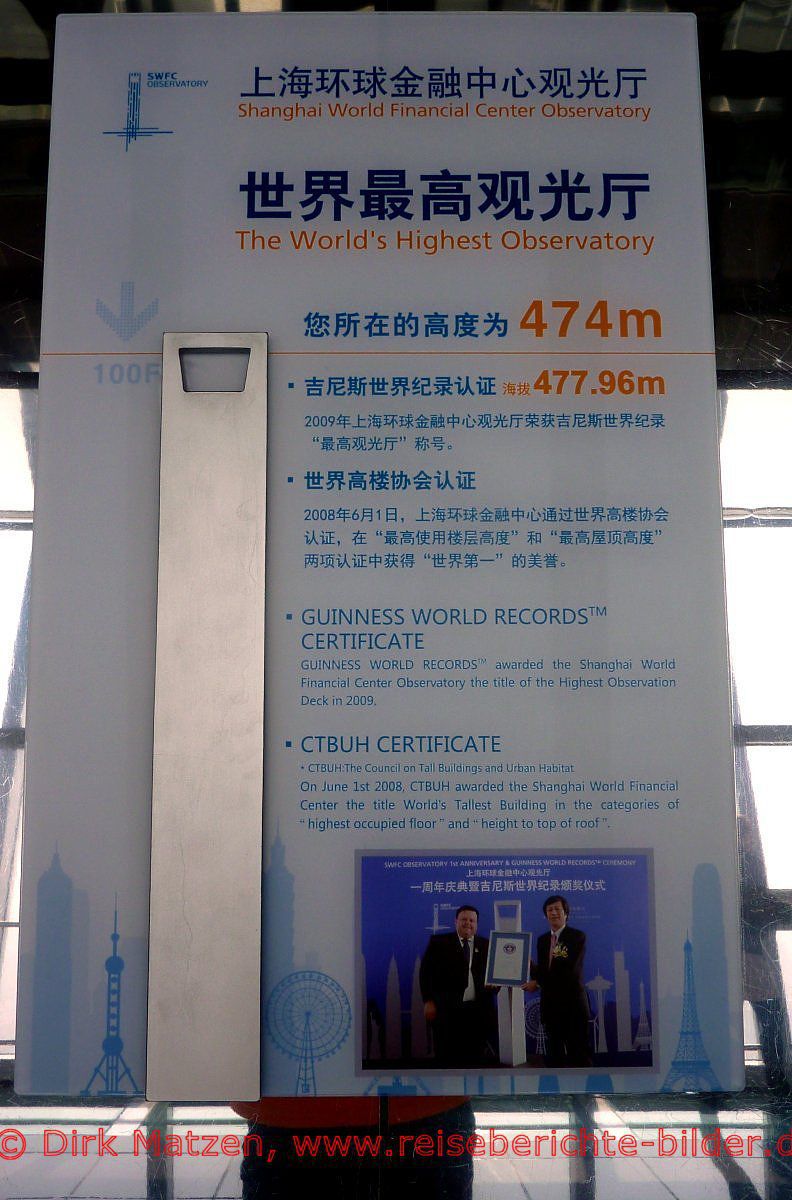 SWFC
OBSERVATORY
上海环球金融中心观光厅
Shanghai World Financial Center Observatory
世界最高观光厅
The World's Highest Observatory
您所在的高度为 474m
100F
▪ 吉尼斯世界纪录认证 海拔 477.96m
2009年上海环球金融中心观光厅荣获吉尼斯世界纪录
“最高观光厅”称号。
▪ 世界高楼协会认证
2008年6月1日，上海环球金融中心通过世界高楼协会
认证，在“最高使用楼层高度”和“最高屋顶高度”
两项认证中获得“世界第一”的美誉。
▪ GUINNESS WORLD RECORDS™
CERTIFICATE
GUINNESS WORLD RECORDS™ awarded the Shanghai World
Financial Center Observatory the title of the Highest Observation
Deck in 2009.
▪ CTBUH CERTIFICATE
* CTBUH:The Council on Tall Buildings and Urban Habitat
On June 1st 2008, CTBUH awarded the Shanghai World Financial
Center the title World's Tallest Building in the categories of
“highest occupied floor” and “height to top of roof”.
SWFC OBSERVATORY 1st ANNIVERSARY & GUINNESS WORLD RECORDS™ CEREMONY
上海环球金融中心观光厅
一周年庆典暨吉尼斯世界纪录颁奖仪式
© Dirk Matzen, www.reiseberichte-bilder.d